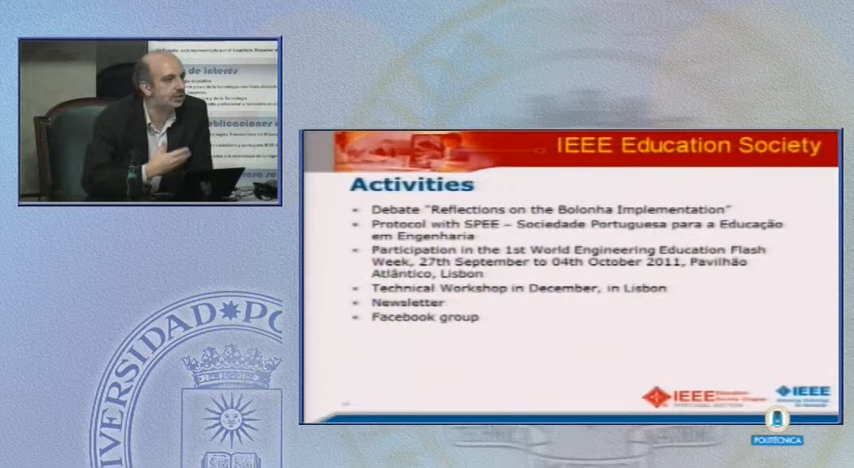 de interés
IEEE Education Society
Activities
Debate "Reflections on the Bolonha Implementation"
Protocol with SPEE – Sociedade Portuguesa para a Educação
em Engenharia
Participation in the 1st World Engineering Education Flash
Week, 27th September to 04th October 2011, Pavilhão
Atlântico, Lisbon
Technical Workshop in December, in Lisbon
Newsletter
Facebook group
IEEE
IEEE
POLITÉCNICA